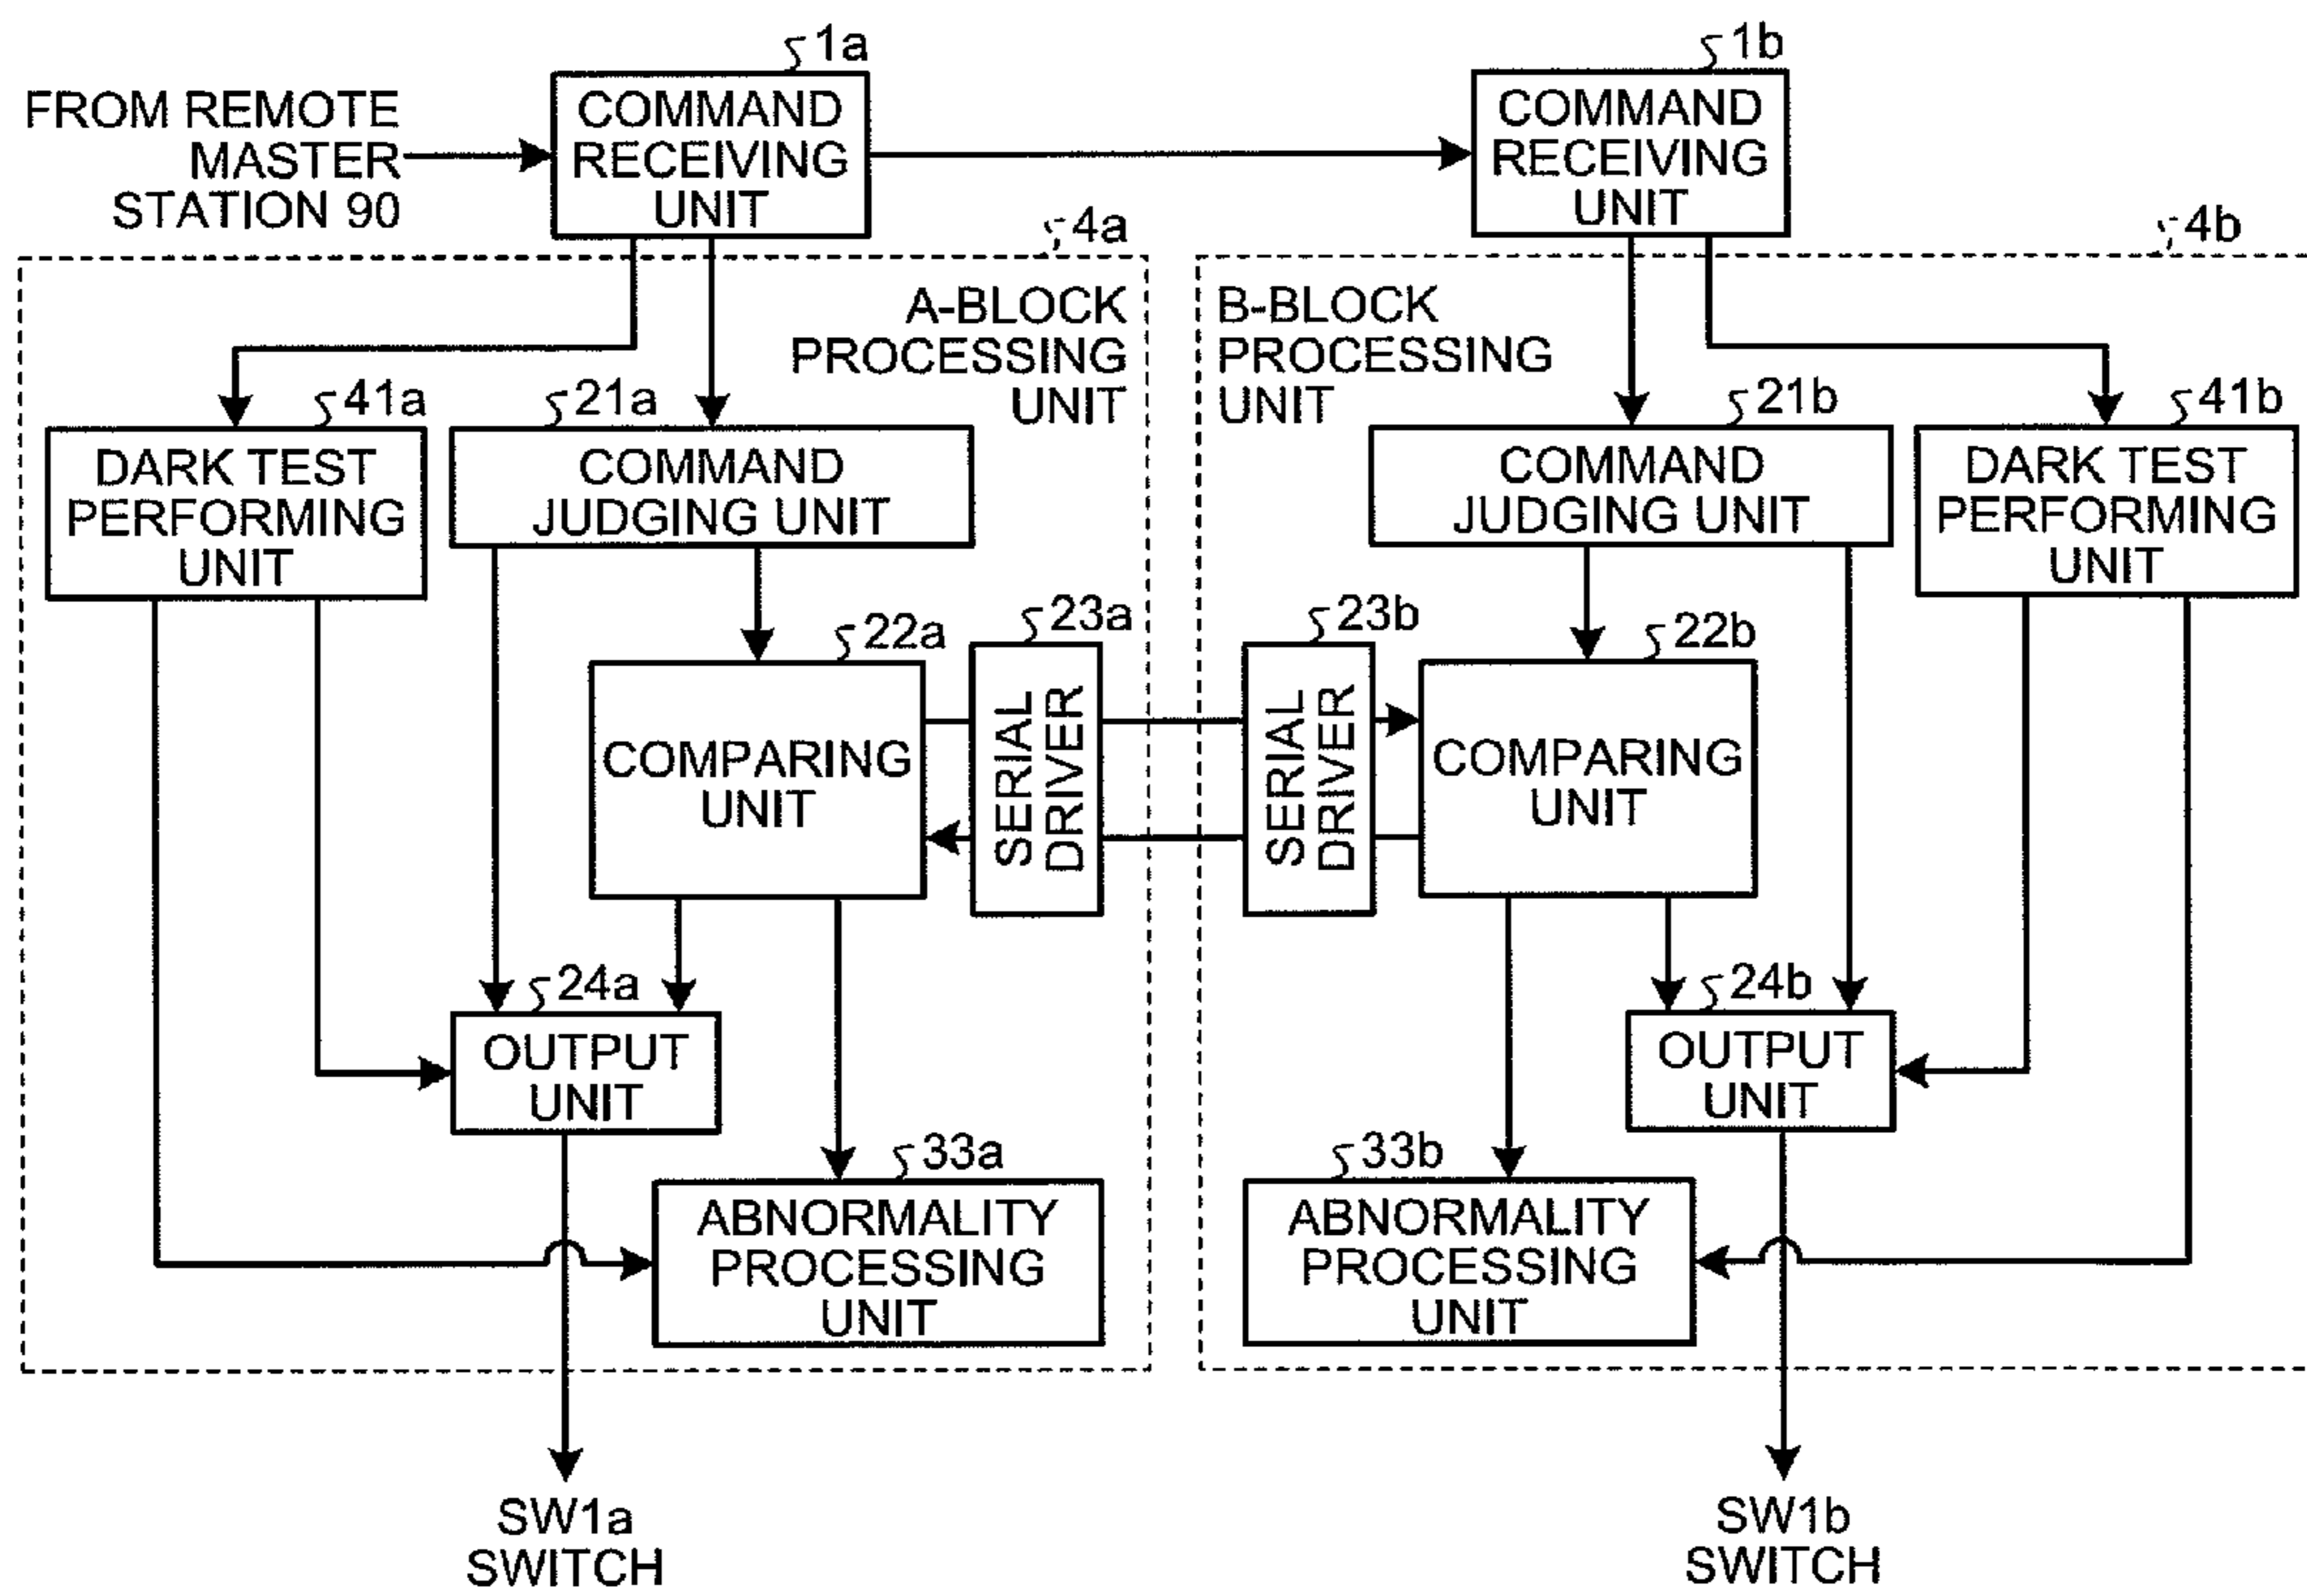 1a
1b
FROM REMOTE
MASTER
STATION 90
COMMAND
RECEIVING
UNIT
COMMAND
RECEIVING
UNIT
4a
4b
A-BLOCK
PROCESSING
UNIT
B-BLOCK
PROCESSING
UNIT
41a
21a
21b
41b
DARK TEST
PERFORMING
UNIT
COMMAND
JUDGING UNIT
COMMAND
JUDGING UNIT
DARK TEST
PERFORMING
UNIT
22a
23a
23b
22b
COMPARING
UNIT
SERIAL
DRIVER
SERIAL
DRIVER
COMPARING
UNIT
24a
24b
OUTPUT
UNIT
OUTPUT
UNIT
33a
33b
ABNORMALITY
PROCESSING
UNIT
ABNORMALITY
PROCESSING
UNIT
SW1a
SWITCH
SW1b
SWITCH